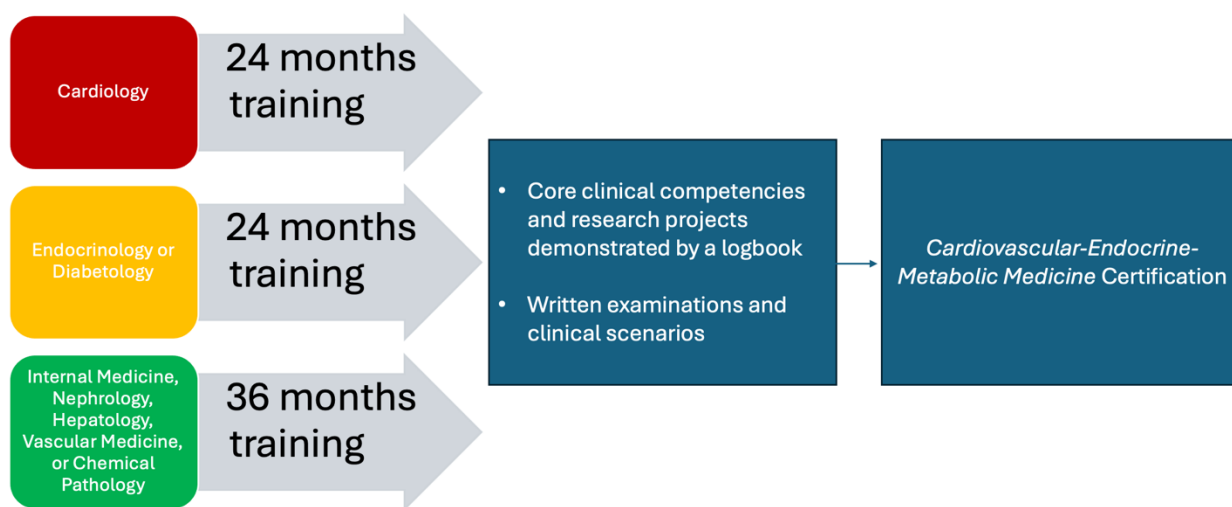 Cardiology
24 months
training
Endocrinology or
Diabetology
24 months
training
Internal Medicine,
Nephrology,
Hepatology,
Vascular Medicine,
or Chemical
Pathology
36 months
training
• Core clinical competencies
and research projects
demonstrated by a logbook
• Written examinations and
clinical scenarios
Cardiovascular-Endocrine-
Metabolic Medicine Certification